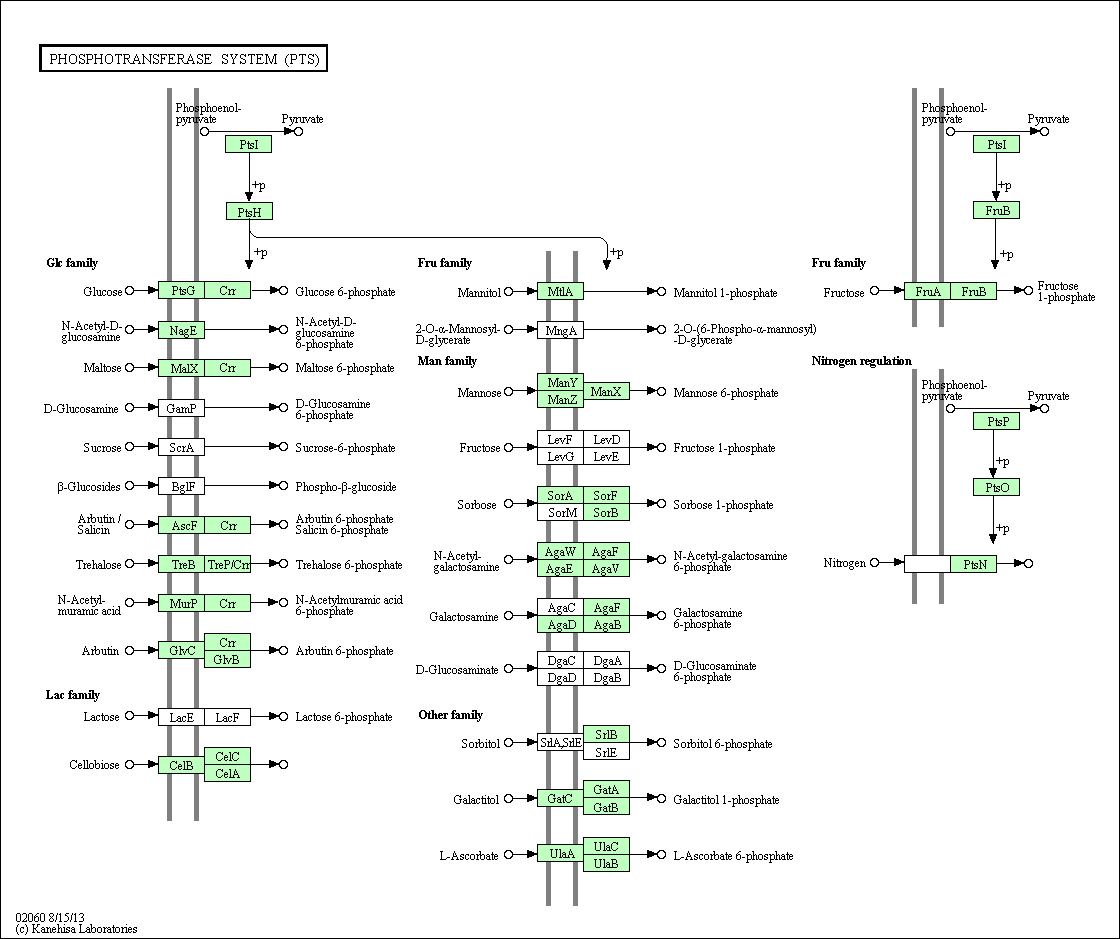 PHOSPHOTRANSFERASE SYSTEM (PTS)
Phosphoenol-
pyruvate
Pyruvate
PtsI
+p
PtsH
+p
+p
Glc family
Glucose
PtsG
Crr
Glucose 6-phosphate
N-Acetyl-D-
glucosamine
NagE
N-Acetyl-D-
glucosamine
6-phosphate
Maltose
MalX
Crr
Maltose 6-phosphate
D-Glucosamine
GamP
D-Glucosamine
6-phosphate
Sucrose
ScrA
Sucrose-6-phosphate
β-Glucosides
BglF
Phospho-β-glucoside
Arbutin /
Salicin
AscF
Crr
Arbutin 6-phosphate
Salicin 6-phosphate
Trehalose
TreB
TreP/Crr
Trehalose 6-phosphate
N-Acetyl-
muramic acid
MurP
Crr
N-Acetylmuramic acid
6-phosphate
Arbutin
GlvC
Crr
GlvB
Arbutin 6-phosphate
Lac family
Lactose
LacE
LacF
Lactose 6-phosphate
Cellobiose
CelB
CelC
CelA
Fru family
Mannitol
MtlA
Mannitol 1-phosphate
2-O-α-Mannosyl-
D-glycerate
MngA
2-O-(6-Phospho-α-mannosyl)
-D-glycerate
Man family
Mannose
ManY
ManZ
ManX
Mannose 6-phosphate
Fructose
LevF
LevD
LevG
LevE
Fructose 1-phosphate
Sorbose
SorA
SorF
SorM
SorB
Sorbose 1-phosphate
N-Acetyl-
galactosamine
AgaW
AgaF
AgaE
AgaV
N-Acetyl-galactosamine
6-phosphate
Galactosamine
AgaC
AgaF
AgaD
AgaB
Galactosamine
6-phosphate
D-Glucosaminate
DgaC
DgaA
DgaD
DgaB
D-Glucosaminate
6-phosphate
Other family
Sorbitol
SrlA,SrlE
SrlB
SrlE
Sorbitol 6-phosphate
Galactitol
GatC
GatA
GatB
Galactitol 1-phosphate
L-Ascorbate
UlaA
UlaC
UlaB
L-Ascorbate 6-phosphate
Phosphoenol-
pyruvate
Pyruvate
PtsI
+p
FruB
+p
Fru family
Fructose
FruA
FruB
Fructose
1-phosphate
Nitrogen regulation
Phosphoenol-
pyruvate
Pyruvate
PtsP
+p
PtsO
+p
Nitrogen
PtsN
02060 8/15/13
(c) Kanehisa Laboratories